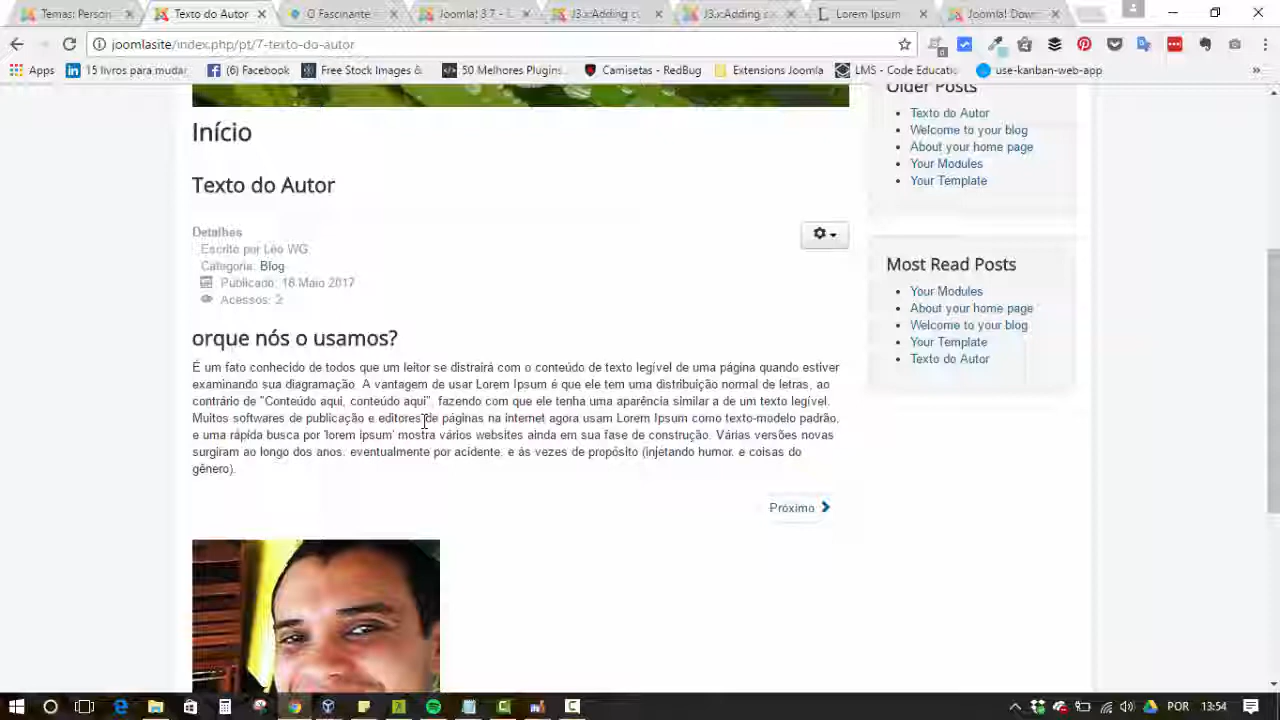 Temas: Person
Texto do Autor
O Fascinante
Joomla! 3.7 -
J3.x:Adding c
J3.x:Adding c
Lorem Ipsum
Joomla! Dow
joomlasite/index.php/pt/7-texto-do-autor
Apps
15 livros para mudar
(6) Facebook
Free Stock Images &
50 Melhores Plugins
Camisetas - RedBug
Extensions Joomla
LMS - Code Educati
use-kanban-web-app
Older Posts
Texto do Autor
Welcome to your blog
About your home page
Your Modules
Your Template
Início
Texto do Autor
Detalhes
Escrito por Léo WG
Categoria: Blog
Publicado: 18 Maio 2017
Acessos: 2
Most Read Posts
Your Modules
About your home page
Welcome to your blog
Your Template
Texto do Autor
orque nós o usamos?
É um fato conhecido de todos que um leitor se distrairá com o conteúdo de texto legível de uma página quando estiver
examinando sua diagramação. A vantagem de usar Lorem Ipsum é que ele tem uma distribuição normal de letras, ao
contrário de "Conteúdo aqui, conteúdo aqui", fazendo com que ele tenha uma aparência similar a de um texto legível.
Muitos softwares de publicação e editores de páginas na internet agora usam Lorem Ipsum como texto-modelo padrão,
e uma rápida busca por 'lorem ipsum' mostra vários websites ainda em sua fase de construção. Várias versões novas
surgiram ao longo dos anos, eventualmente por acidente, e às vezes de propósito (injetando humor, e coisas do
gênero).
Próximo
POR
13:54